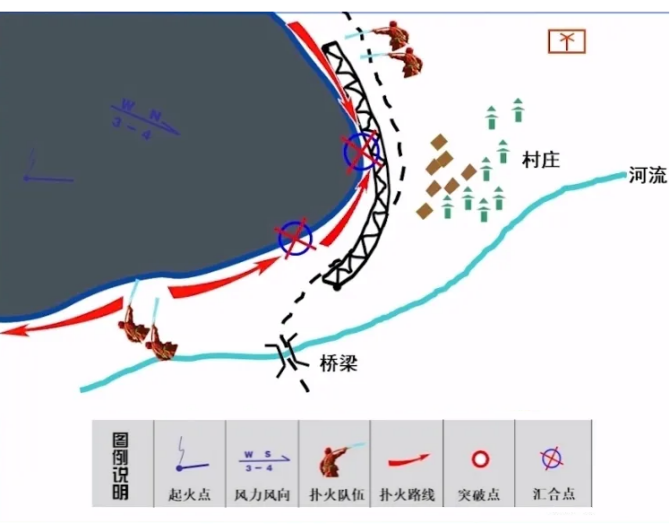 W N
3-4
村庄
河流
桥梁
图例说明
起火点
W S
3-4
风力风向
扑火队伍
扑火路线
突破点
汇合点